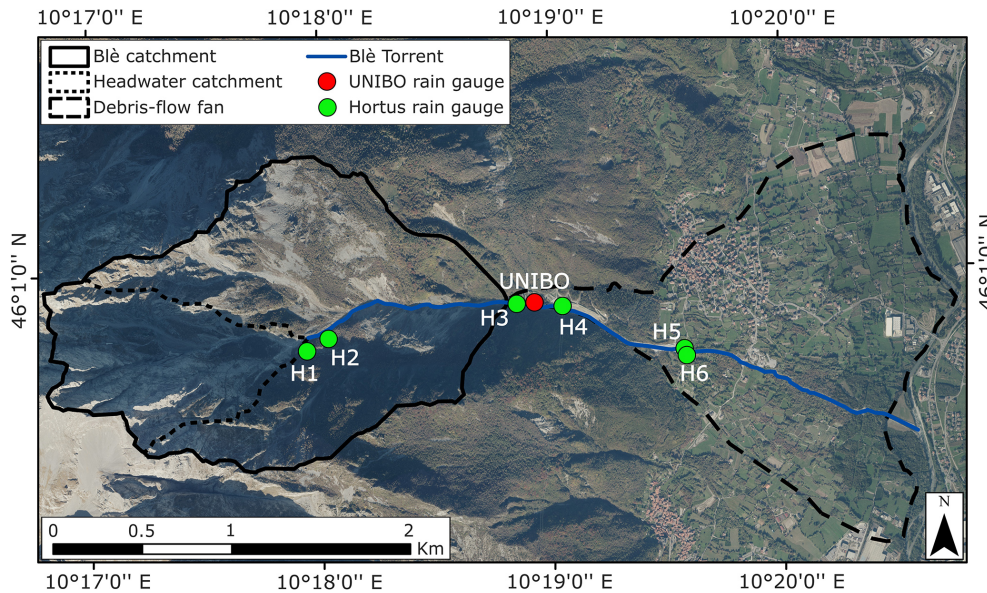 10°17'0'' E 10°18'0'' E 10°19'0'' E 10°20'0'' E
Blè catchment
Headwater catchment
Debris-flow fan
Blè Torrent
UNIBO rain gauge
Hortus rain gauge
46°1'0'' N
46°1'0'' N
UNIBO
H3
H4
H5
H2
H1
H6
0 0.5 1 2
Km
N
10°17'0'' E 10°18'0'' E 10°19'0'' E 10°20'0'' E